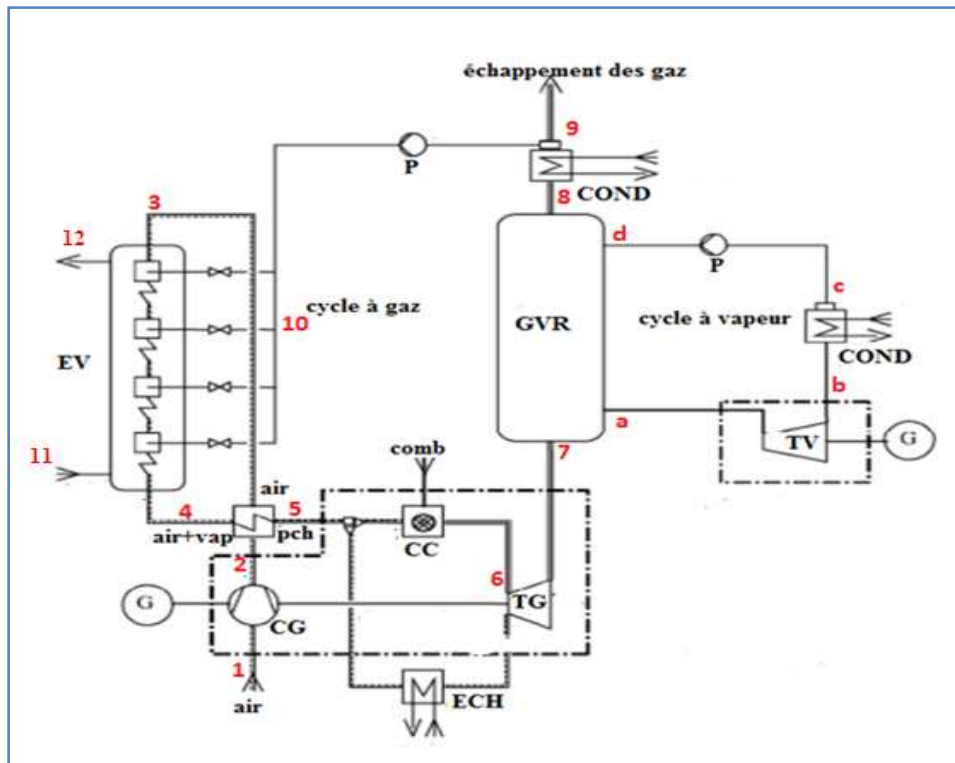 échappement des gaz
9
P
COND
8
3
12
d
P
c
cycle à gaz
10
GVR
cycle à vapeur
EV
COND
b
a
TV
G
11
7
comb
air
4
5
air+vap
pch
CC
2
6
TG
G
CG
1
air
ECH